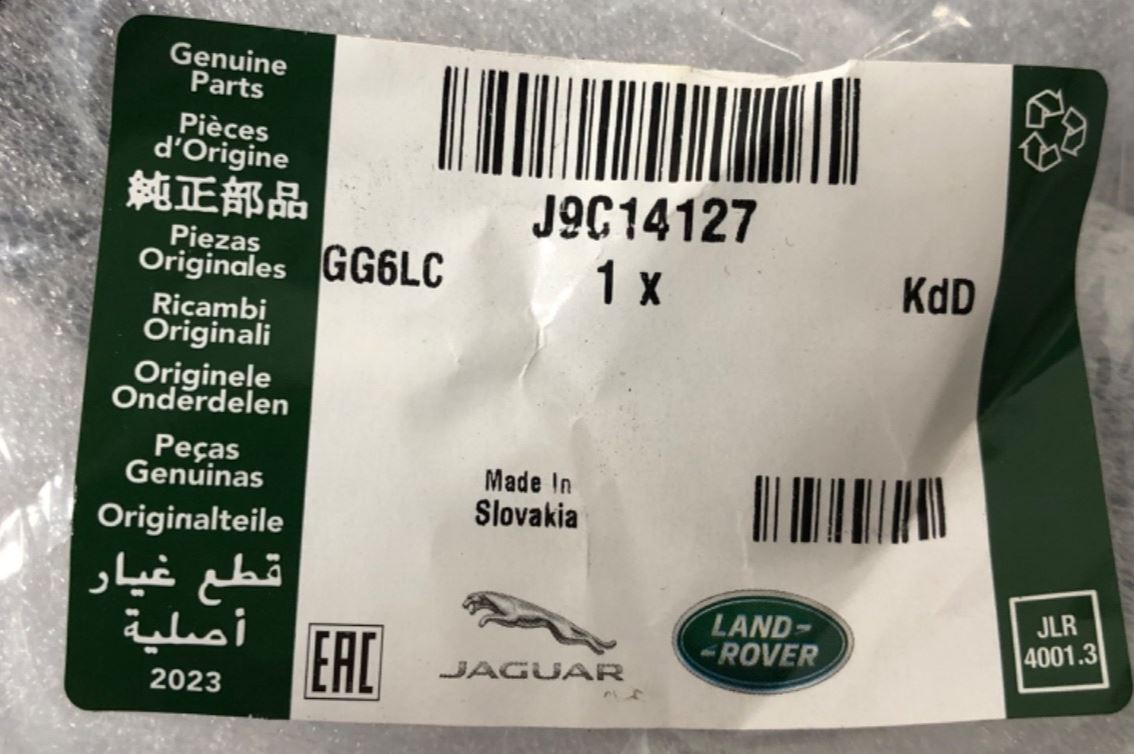 Genuine
Parts
Pièces
d'Origine
純正部品
Piezas
Originales
Ricambi
Originali
Originele
Onderdelen
Peças
Genuinas
Originalteile
قطع غيار
أصلية
2023
J9C14127
GG6LC 1 x KdD
Made In
Slovakia
EAC
JAGUAR
LAND-
-ROVER
JLR
4001.3